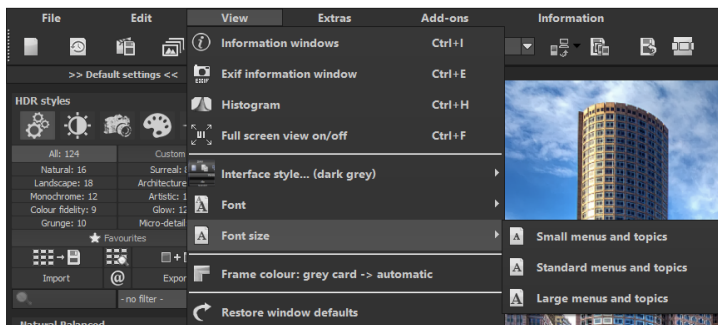 File Edit View Extras Add-ons Information
Information windows Ctrl+I
>> Default settings <<
Exif information window Ctrl+E
EXIF
HDR styles
Histogram Ctrl+H
UI Full screen view on/off Ctrl+F
All: 124 Custom
Natural: 16 Surreal:
Interface style... (dark grey)
Landscape: 18 Architecture
Monochrome: 12 Artistic: 1
Font
Colour fidelity: 9 Glow: 12
Grunge: 10 Micro-detail
Font size
Small menus and topics
Favourites
Standard menus and topics
Import @ Expor
Frame colour: grey card -> automatic
Large menus and topics
- no filter -
Restore window defaults
Natural Balanced